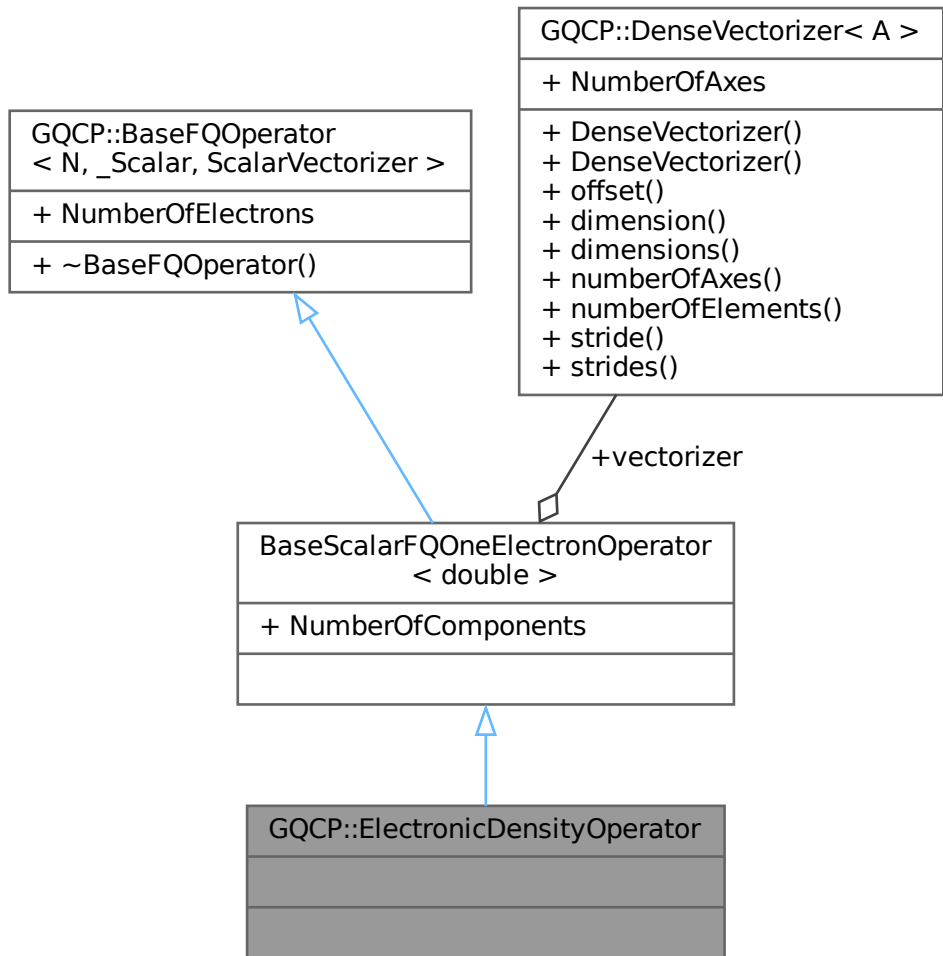 GQCP::DenseVectorizer< A >
+ NumberOfAxes
+ DenseVectorizer()
+ DenseVectorizer()
+ offset()
+ dimension()
+ dimensions()
+ numberOfAxes()
+ numberOfElements()
+ stride()
+ strides()
GQCP::BaseFQOperator
< N, _Scalar, ScalarVectorizer >
+ NumberOfElectrons
+ ~BaseFQOperator()
+vectorizer
BaseScalarFQOneElectronOperator
< double >
+ NumberOfComponents
GQCP::ElectronicDensityOperator